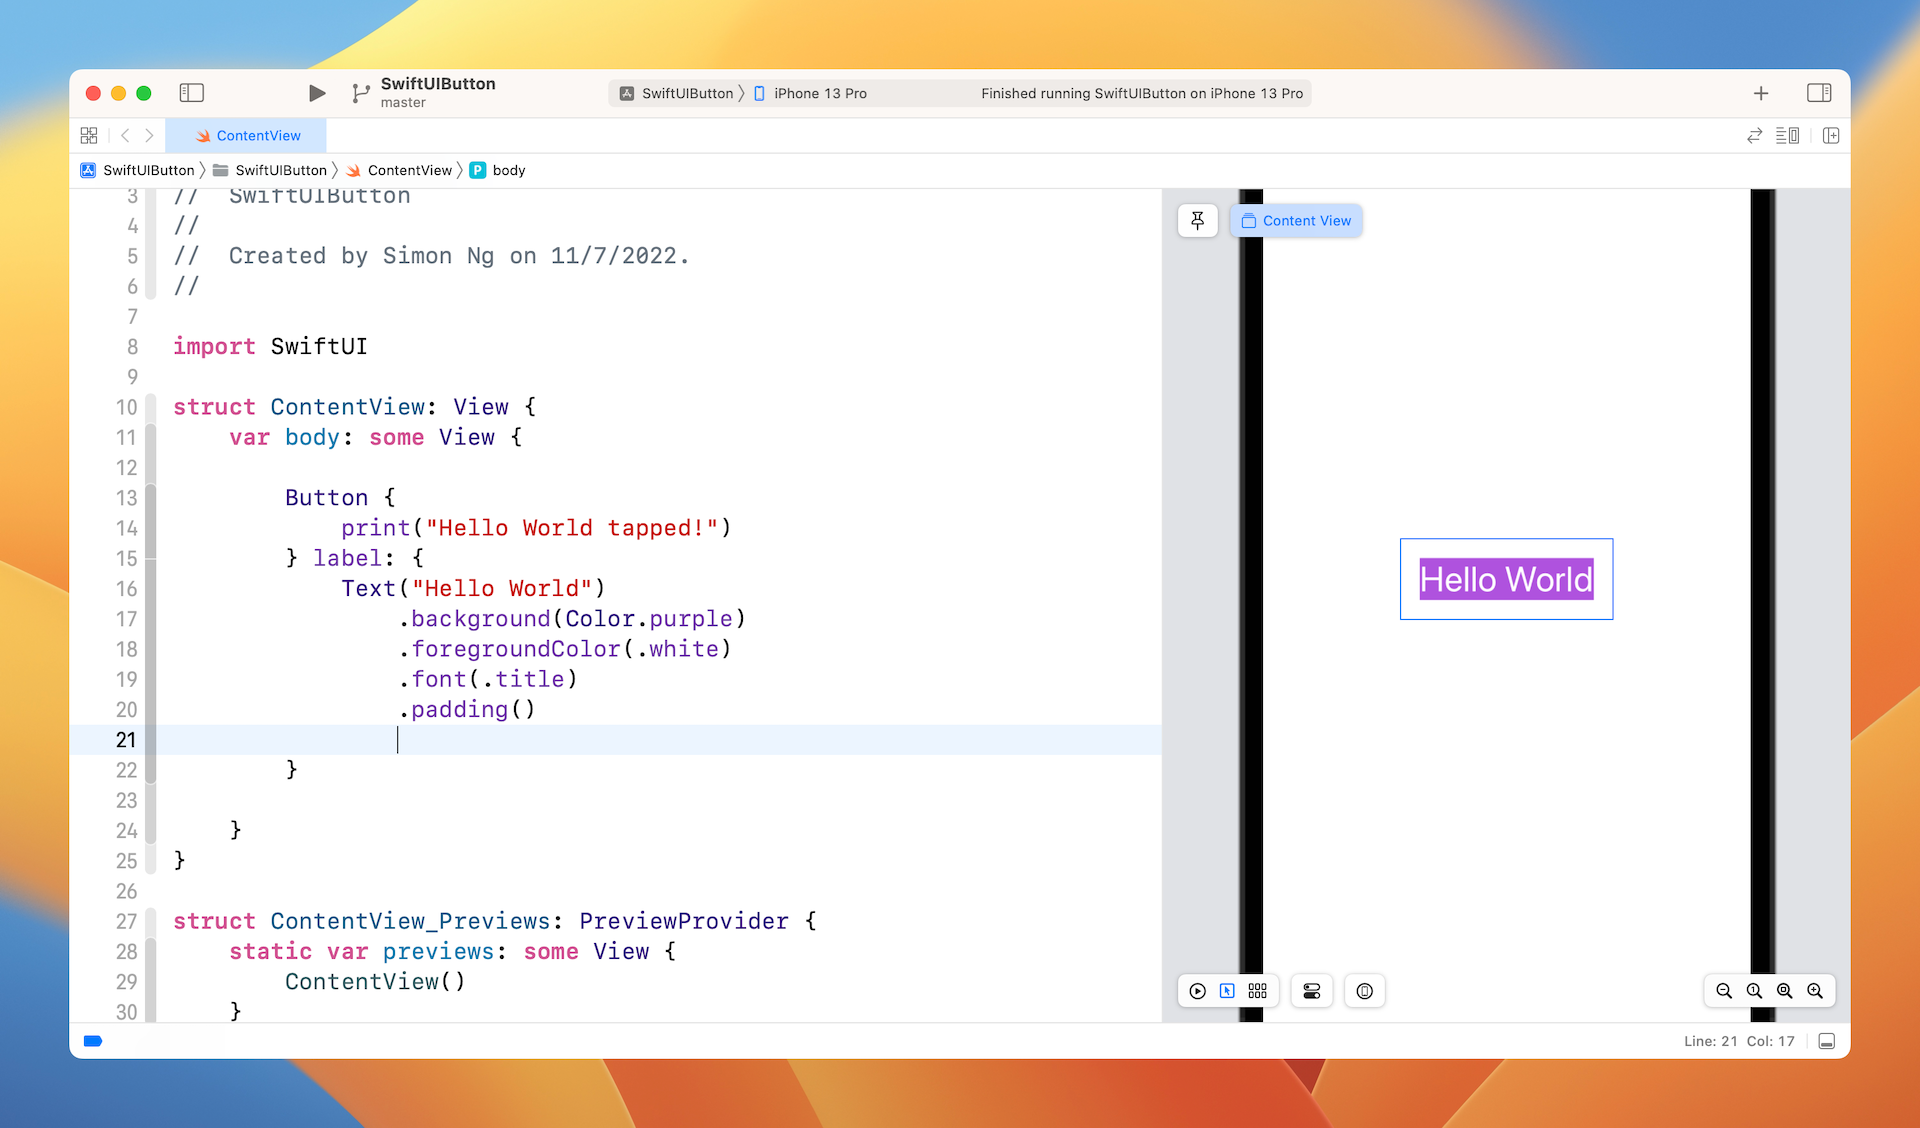 SwiftUIButton
master
SwiftUIButton 〉 iPhone 13 Pro
Finished running SwiftUIButton on iPhone 13 Pro
ContentView
SwiftUIButton 〉 SwiftUIButton 〉 ContentView 〉 P body
3 //  SwiftUIButton
4 //
5 //  Created by Simon Ng on 11/7/2022.
6 //
7
8 import SwiftUI
9
10 struct ContentView: View {
11     var body: some View {
12
13         Button {
14             print("Hello World tapped!")
15         } label: {
16             Text("Hello World")
17                 .background(Color.purple)
18                 .foregroundColor(.white)
19                 .font(.title)
20                 .padding()
21
22         }
23
24     }
25 }
26
27 struct ContentView_Previews: PreviewProvider {
28     static var previews: some View {
29         ContentView()
30     }
Content View
Hello World
Line: 21  Col: 17